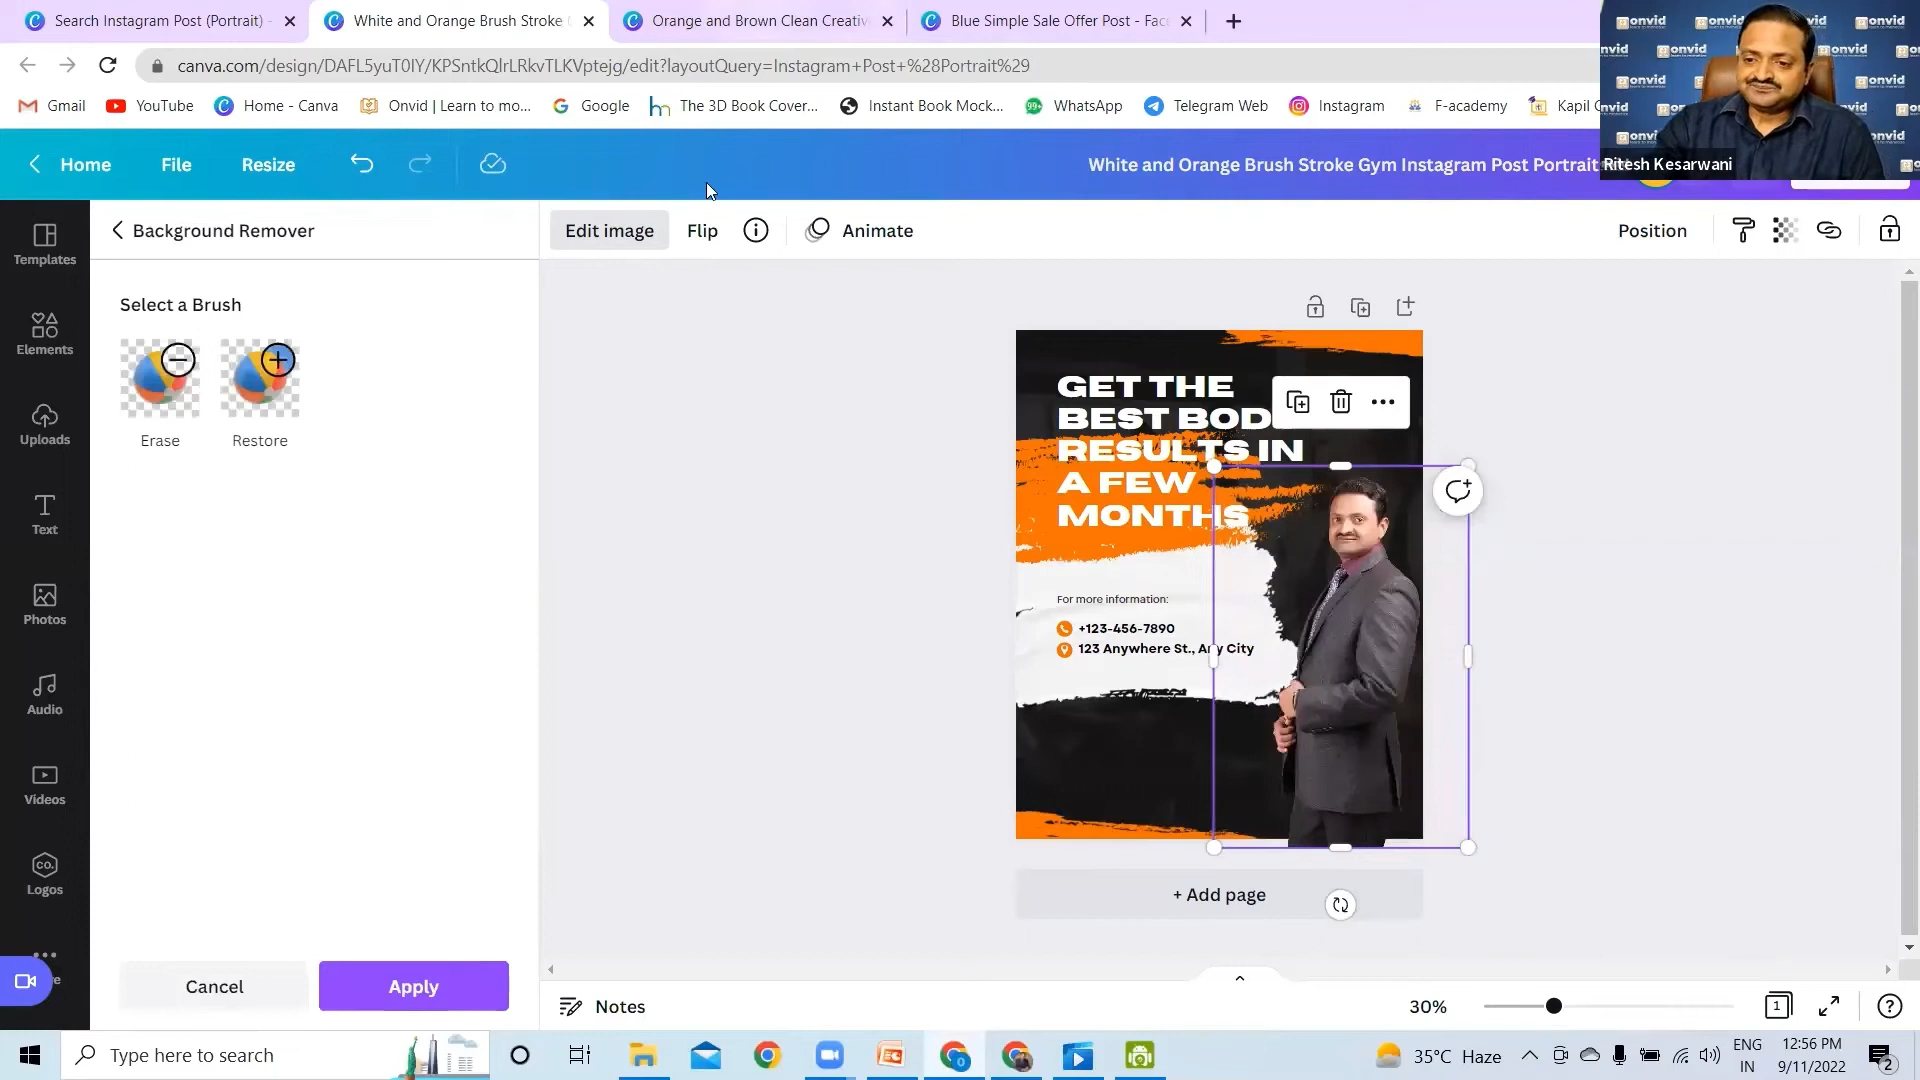 Search Instagram Post (Portrait) -
White and Orange Brush Stroke
Orange and Brown Clean Creativ
Blue Simple Sale Offer Post - Fac
canva.com/design/DAFL5yuT0IY/KPSntkQlrLRkvTLKVptejg/edit?layoutQuery=Instagram+Post+%28Portrait%29
Gmail
YouTube
Home - Canva
Onvid | Learn to mo...
Google
The 3D Book Cover...
Instant Book Mock...
99+
WhatsApp
Telegram Web
Instagram
F-academy
Kapil
onvid
Ritesh Kesarwani
Home
File
Resize
White and Orange Brush Stroke Gym Instagram Post Portrait
Templates
Elements
Uploads
Text
Photos
Audio
Videos
CO.
Logos
Background Remover
Select a Brush
Erase
Restore
Cancel
Apply
Edit image
Flip
Animate
Position
GET THE
BEST BOD
RESULTS IN
A FEW
MONTHS
For more information:
+123-456-7890
123 Anywhere St., Any City
+ Add page
Notes
30%
1
Type here to search
35°C Haze
ENG
IN
12:56 PM
9/11/2022
2